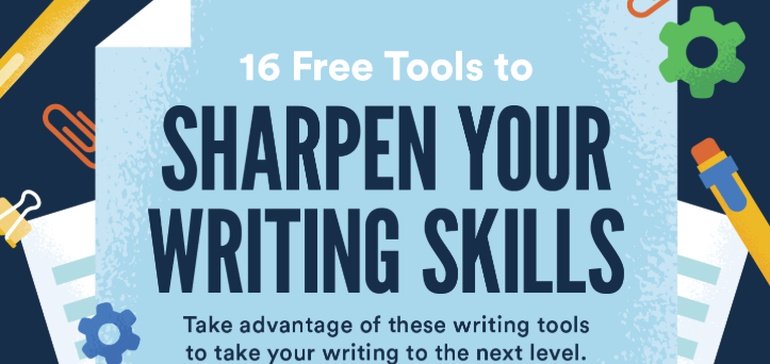 16 Free Tools to
SHARPEN YOUR
WRITING SKILLS
Take advantage of these writing tools
to take your writing to the next level.